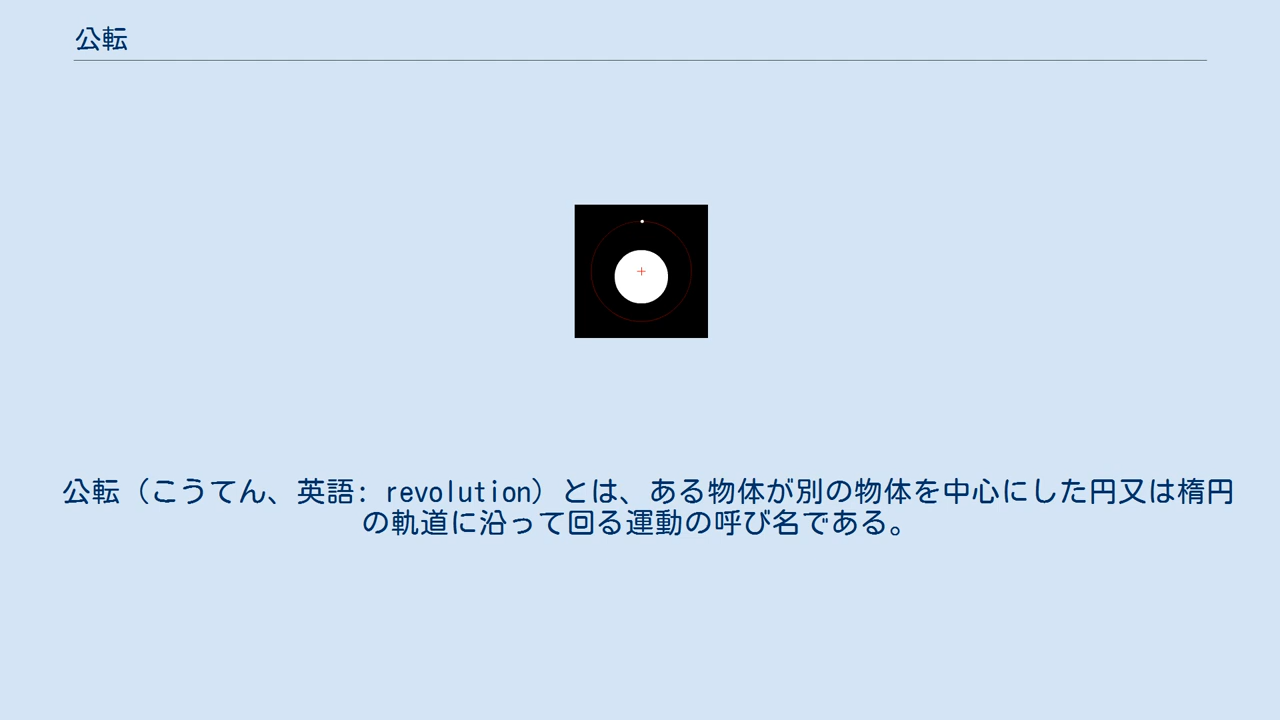 公転
公転（こうてん、英語: revolution）とは、ある物体が別の物体を中心にした円又は楕円
の軌道に沿って回る運動の呼び名である。